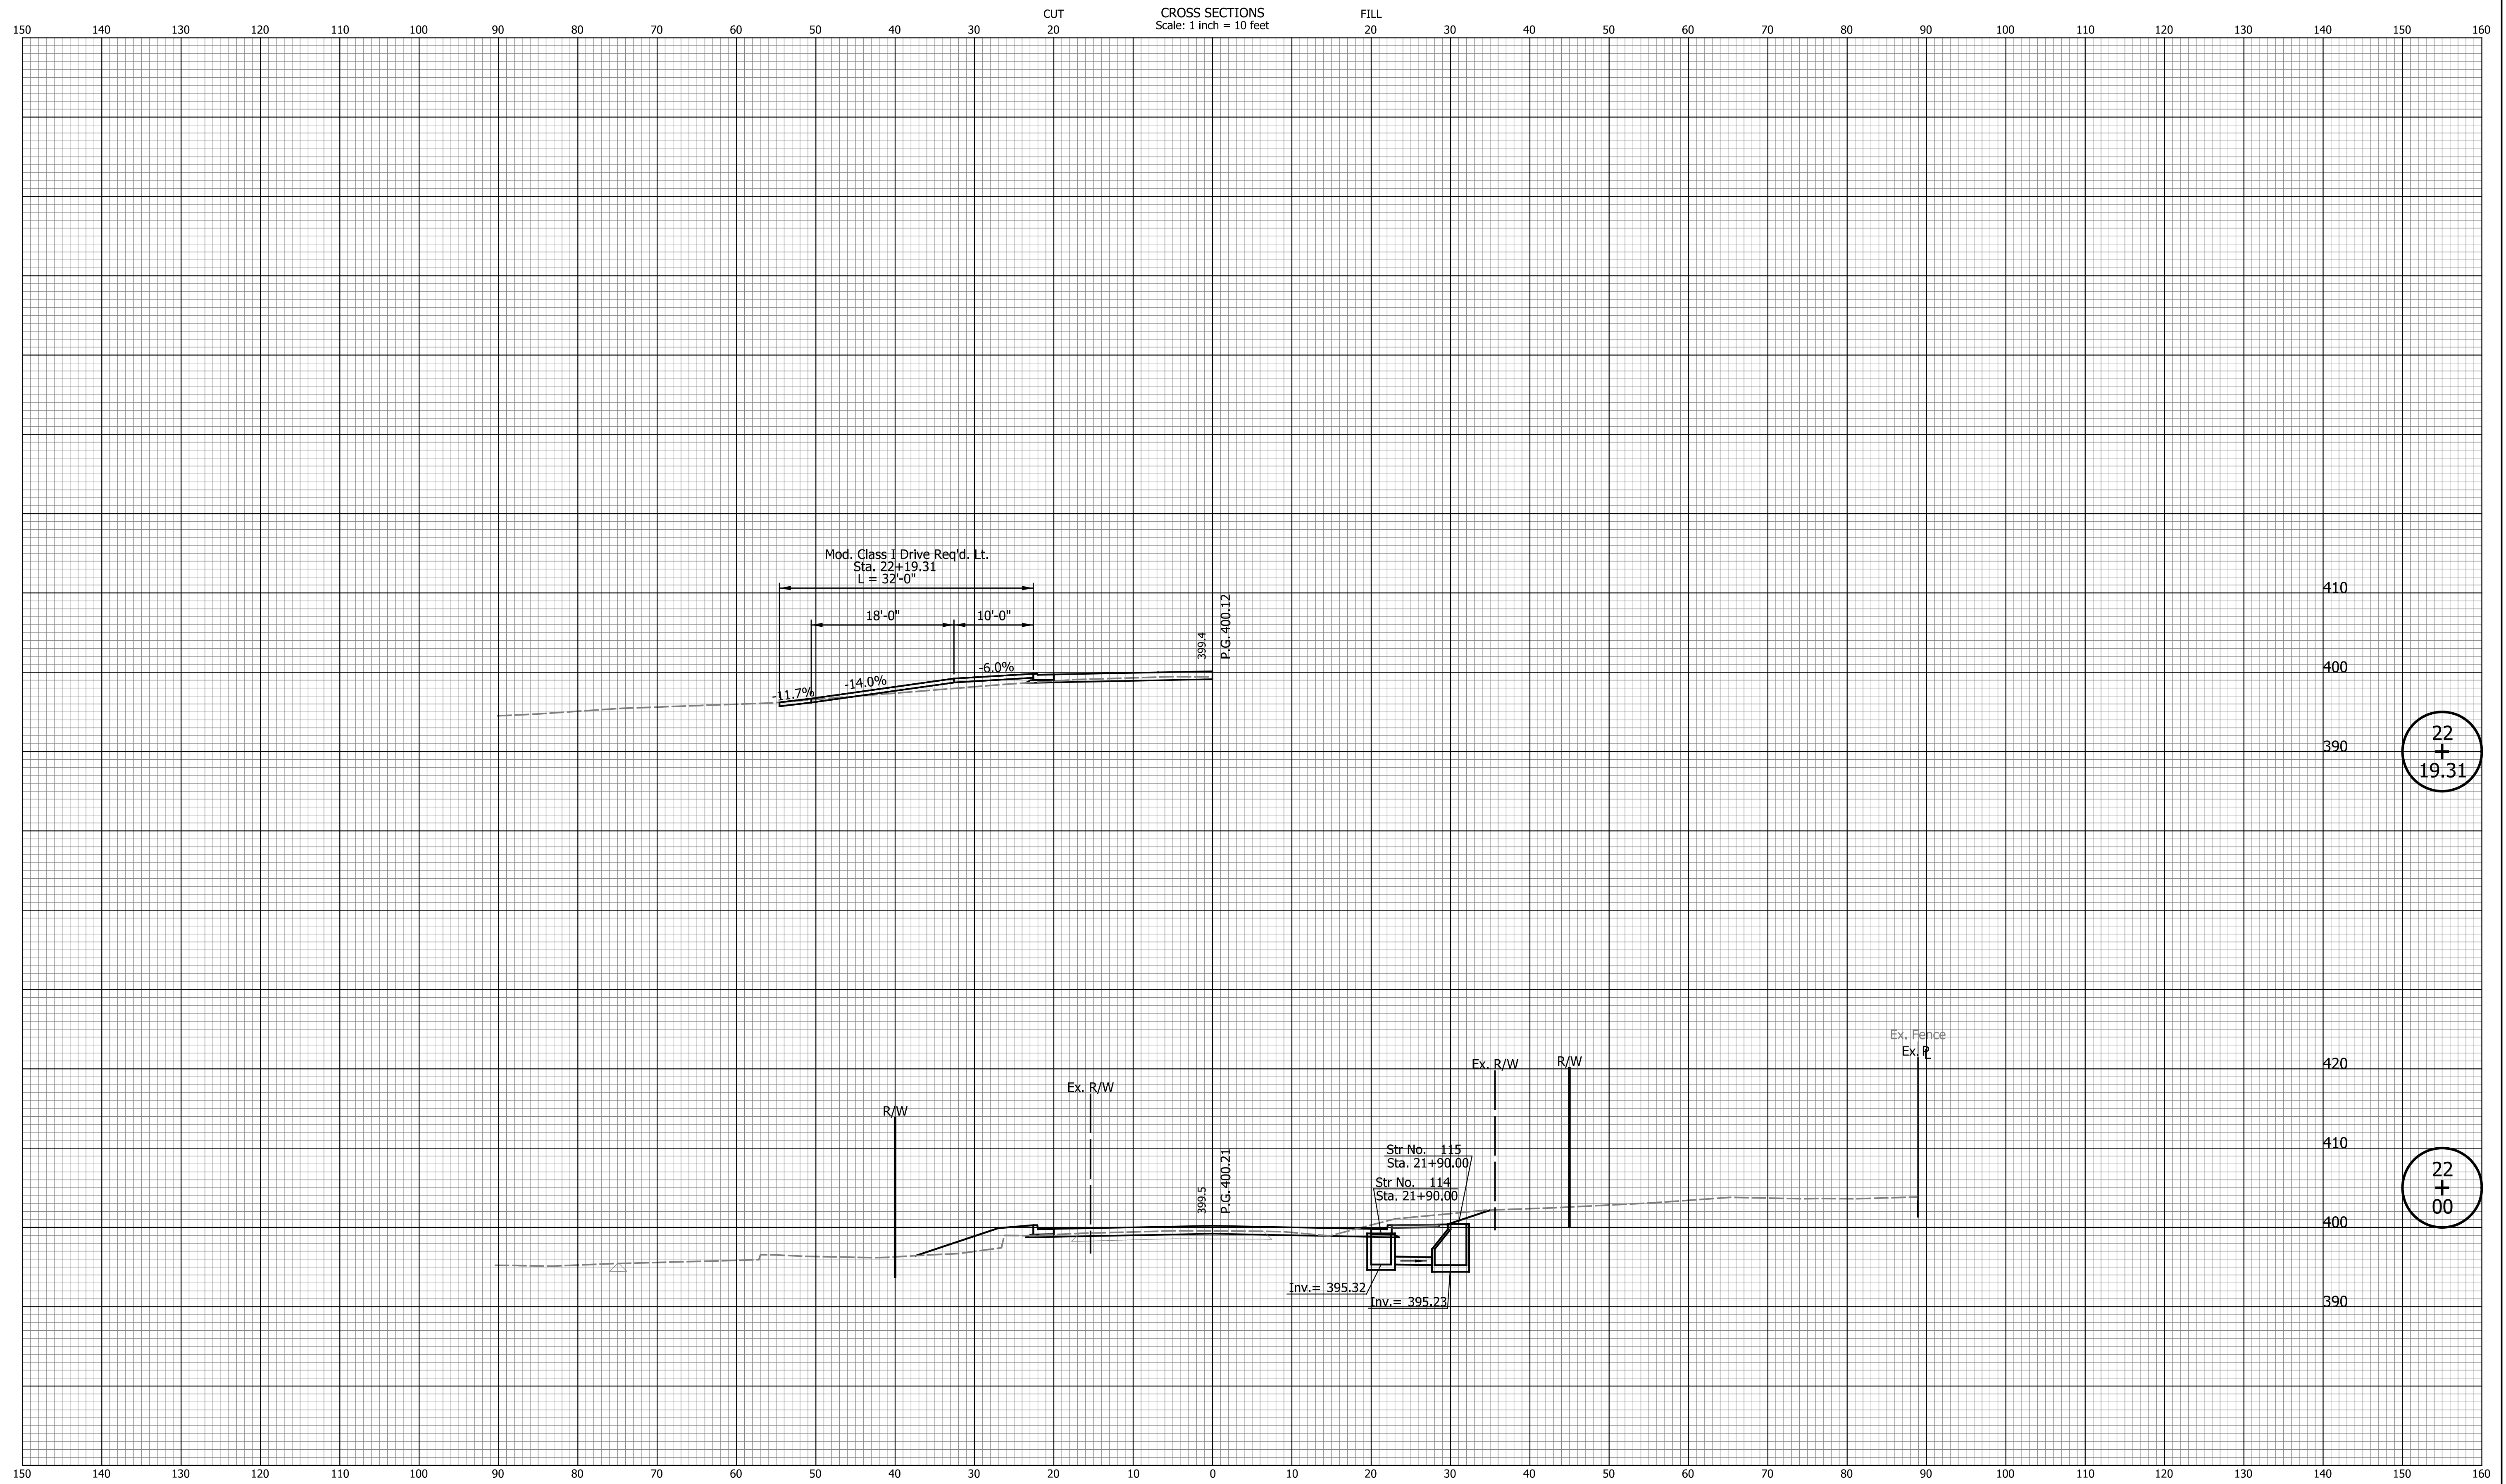 CUT CROSS SECTIONS FILL
Scale: 1 inch = 10 feet
150 140 130 120 110 100 90 80 70 60 50 40 30 20 20 30 40 50 60 70 80 90 100 110 120 130 140 150 160
Mod. Class I Drive Req'd. Lt.
Sta. 22+19.31
L = 32'-0"
18'-0" 10'-0"
-11.7% -14.0% -6.0%
399.4
P.G. 400.12
410
400
390
22
+
19.31
Ex. Fence
Ex. PL
R/W
Ex. R/W
Ex. R/W
R/W
399.5
P.G. 400.21
Str No. 115
Sta. 21+90.00
Str No. 114
Sta. 21+90.00
Inv.= 395.32
Inv.= 395.23
420
410
400
390
22
+
00
150 140 130 120 110 100 90 80 70 60 50 40 30 20 10 0 10 20 30 40 50 60 70 80 90 100 110 120 130 140 150 160